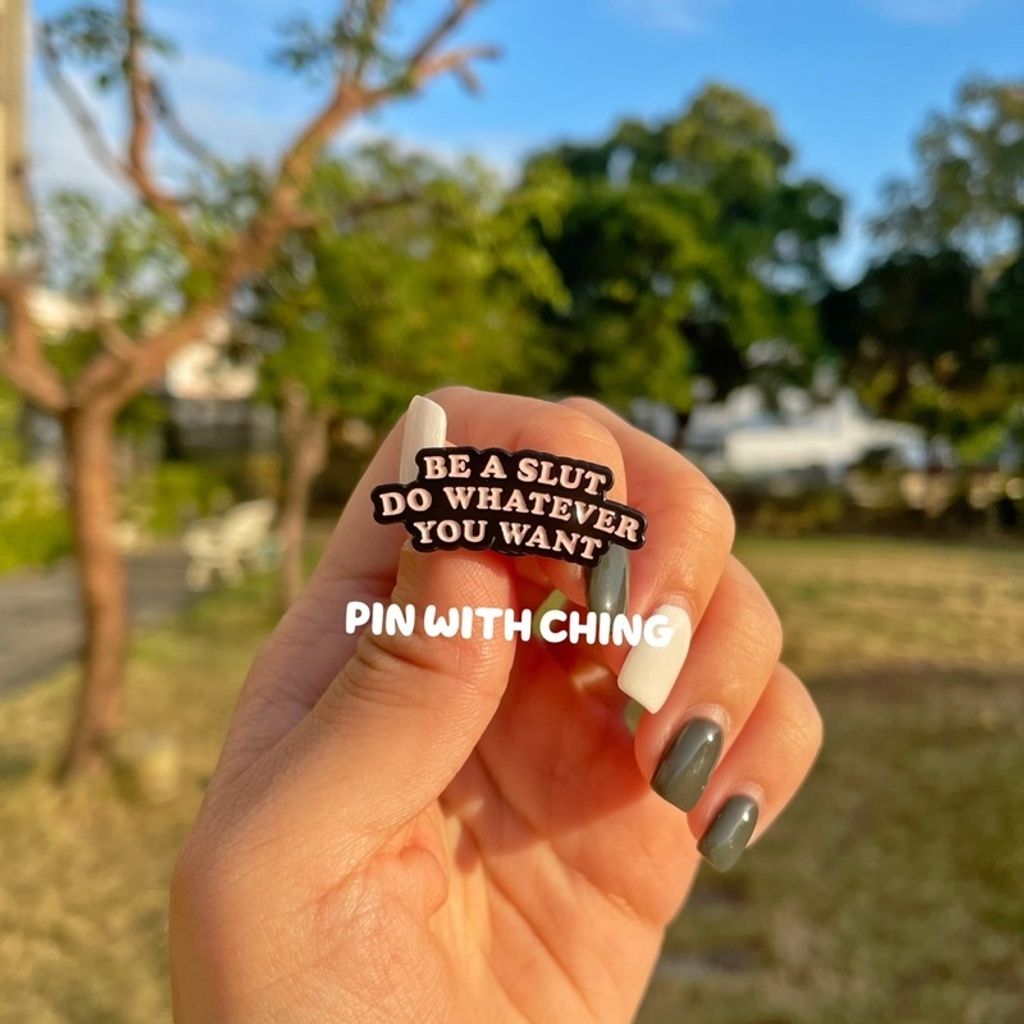 BE A SLUT
DO WHATEVER
YOU WANT
PIN WITH CHING